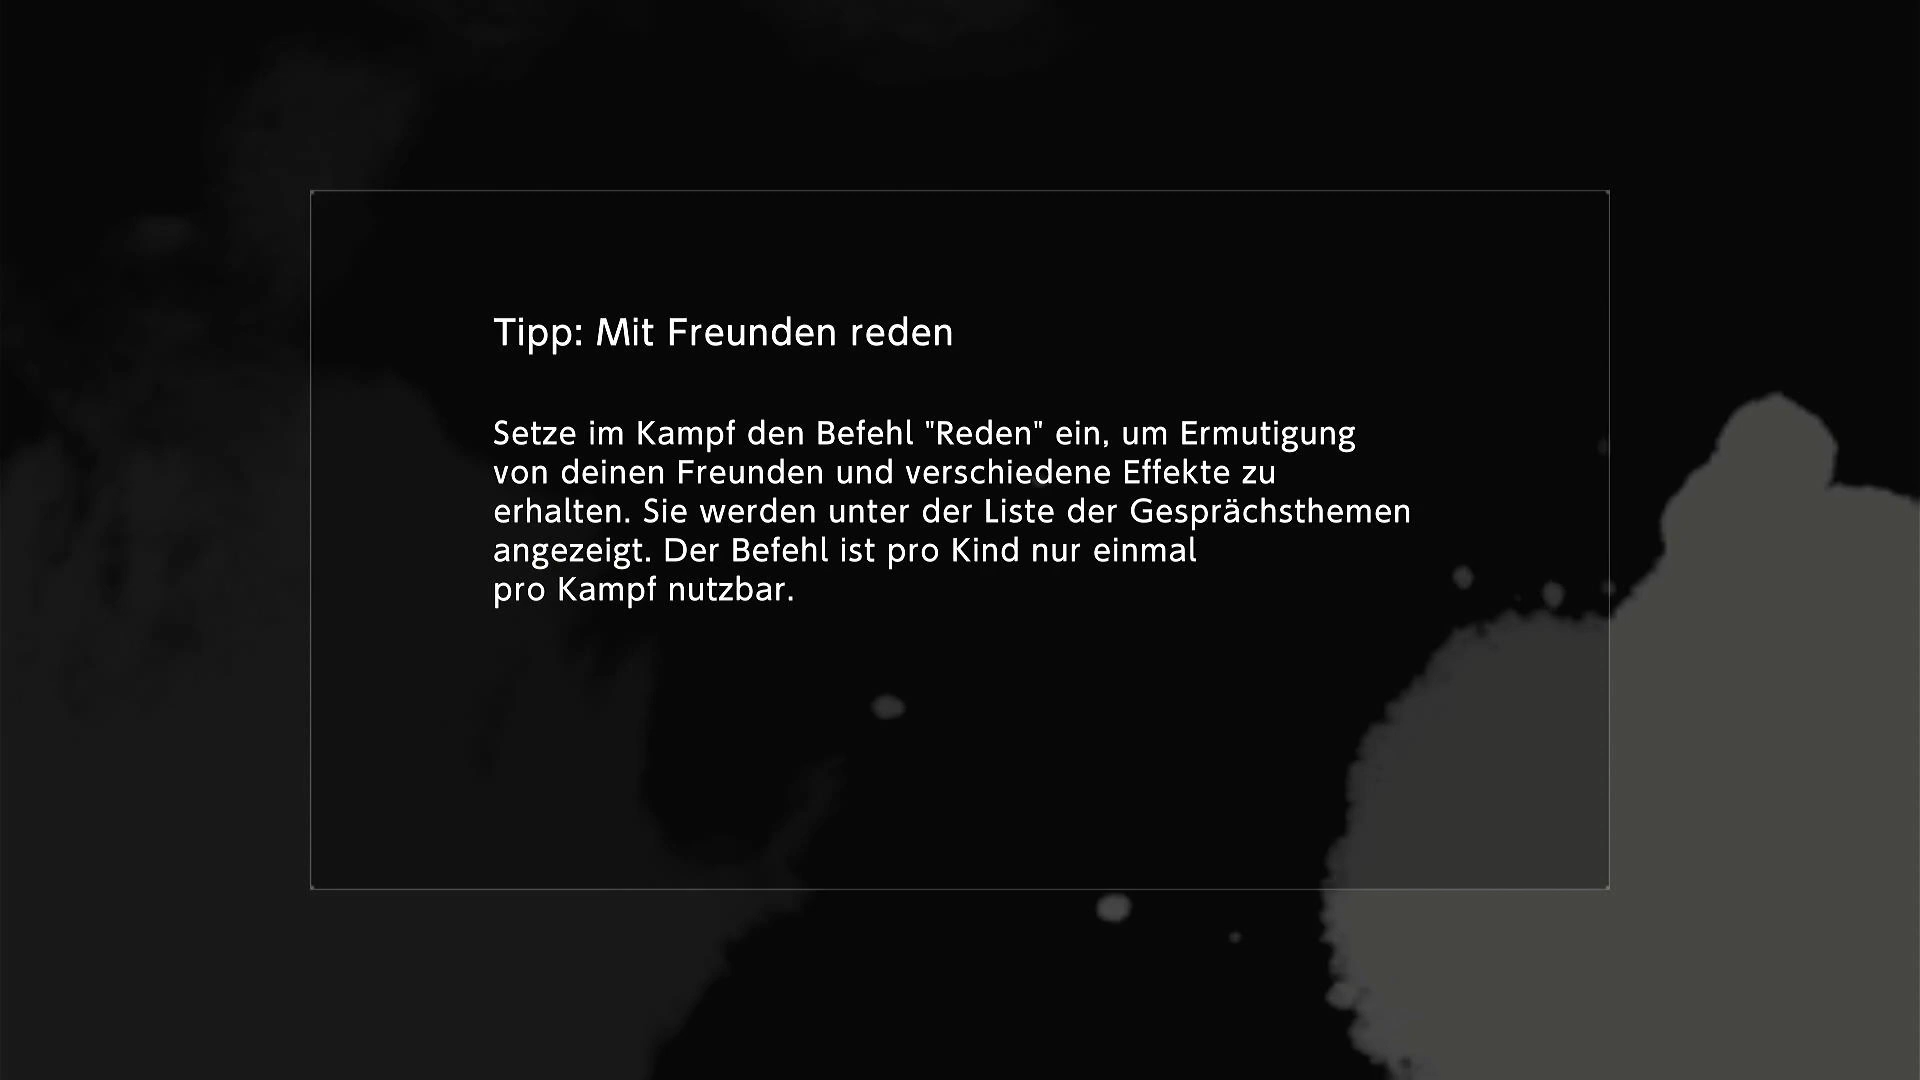 Tipp: Mit Freunden reden
Setze im Kampf den Befehl "Reden" ein, um Ermutigung
von deinen Freunden und verschiedene Effekte zu
erhalten. Sie werden unter der Liste der Gesprächsthemen
angezeigt. Der Befehl ist pro Kind nur einmal
pro Kampf nutzbar.